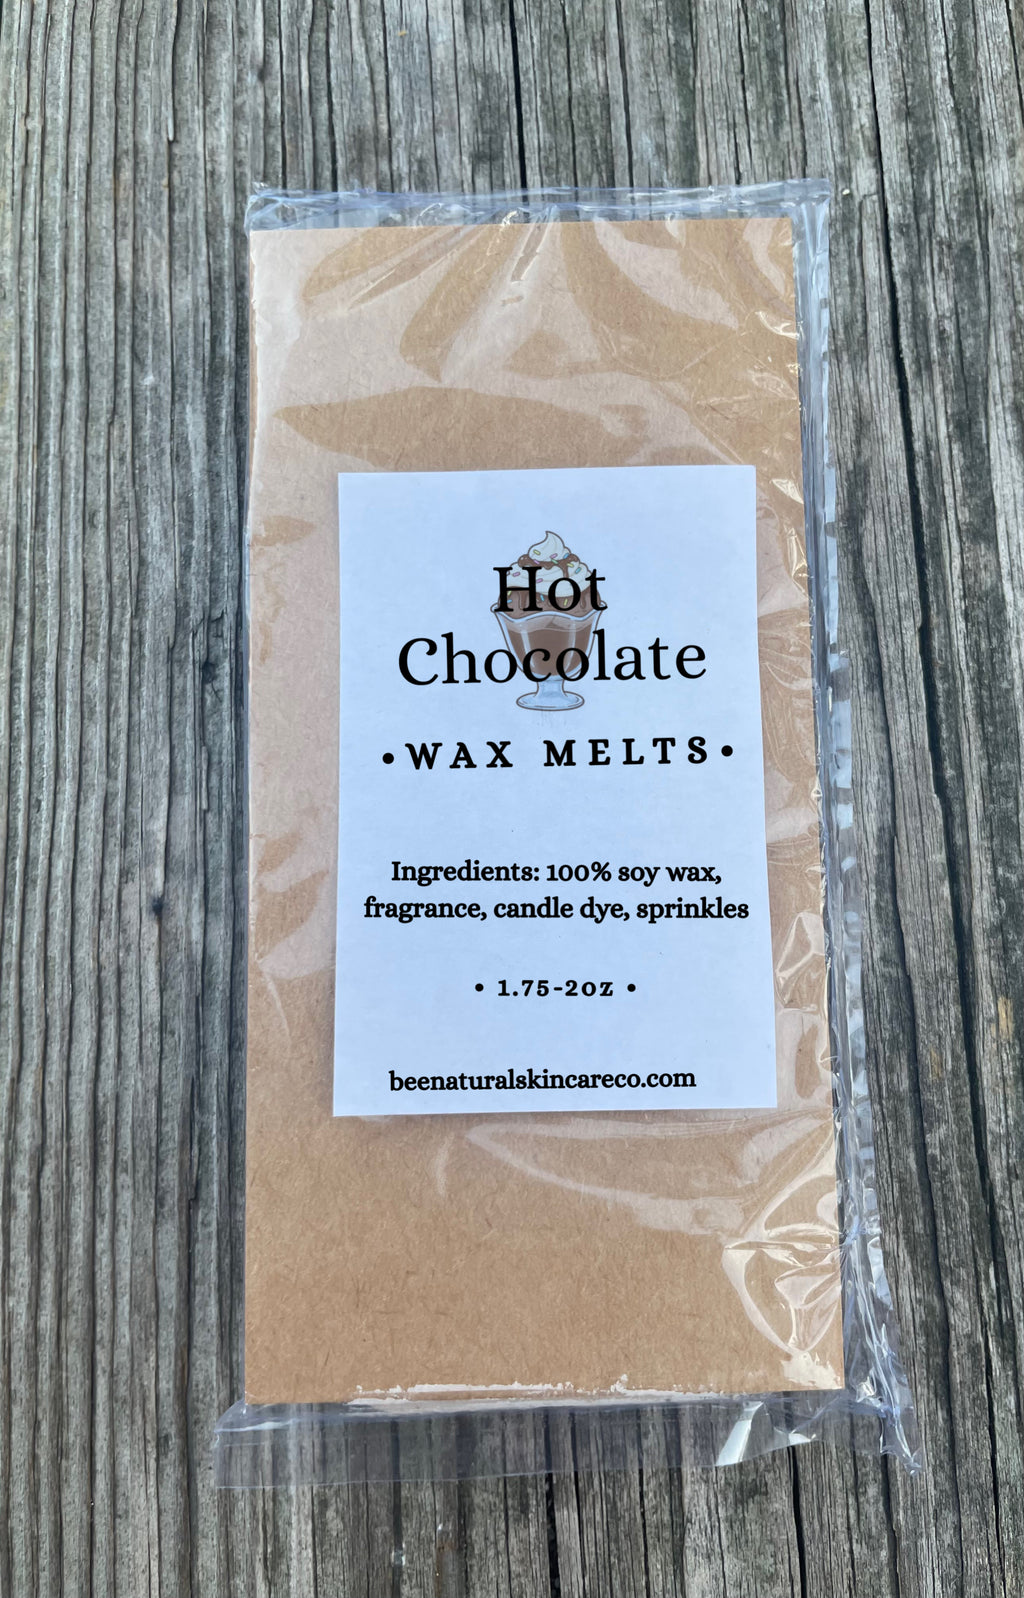 Hot
Chocolate
• WAX MELTS •
Ingredients: 100% soy wax,
fragrance, candle dye, sprinkles
• 1.75-2oz •
beenaturalskincareco.com